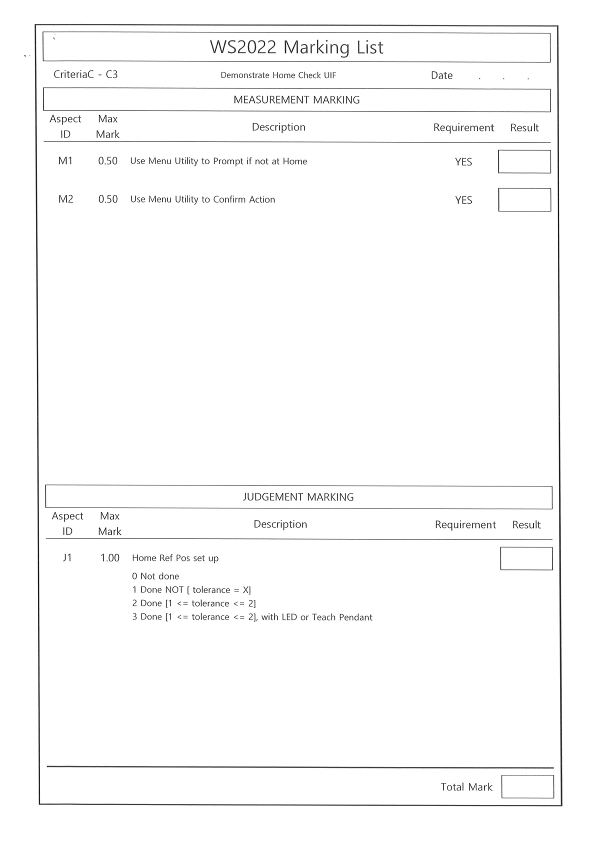 WS2022 Marking List
CriteriaC - C3 Demonstrate Home Check UIF Date . . .
MEASUREMENT MARKING
Aspect ID Max Mark Description Requirement Result
M1 0.50 Use Menu Utility to Prompt if not at Home YES
M2 0.50 Use Menu Utility to Confirm Action YES
JUDGEMENT MARKING
Aspect ID Max Mark Description Requirement Result
J1 1.00 Home Ref Pos set up
0 Not done
1 Done NOT [ tolerance = X]
2 Done [1 <= tolerance <= 2]
3 Done [1 <= tolerance <= 2], with LED or Teach Pendant
Total Mark